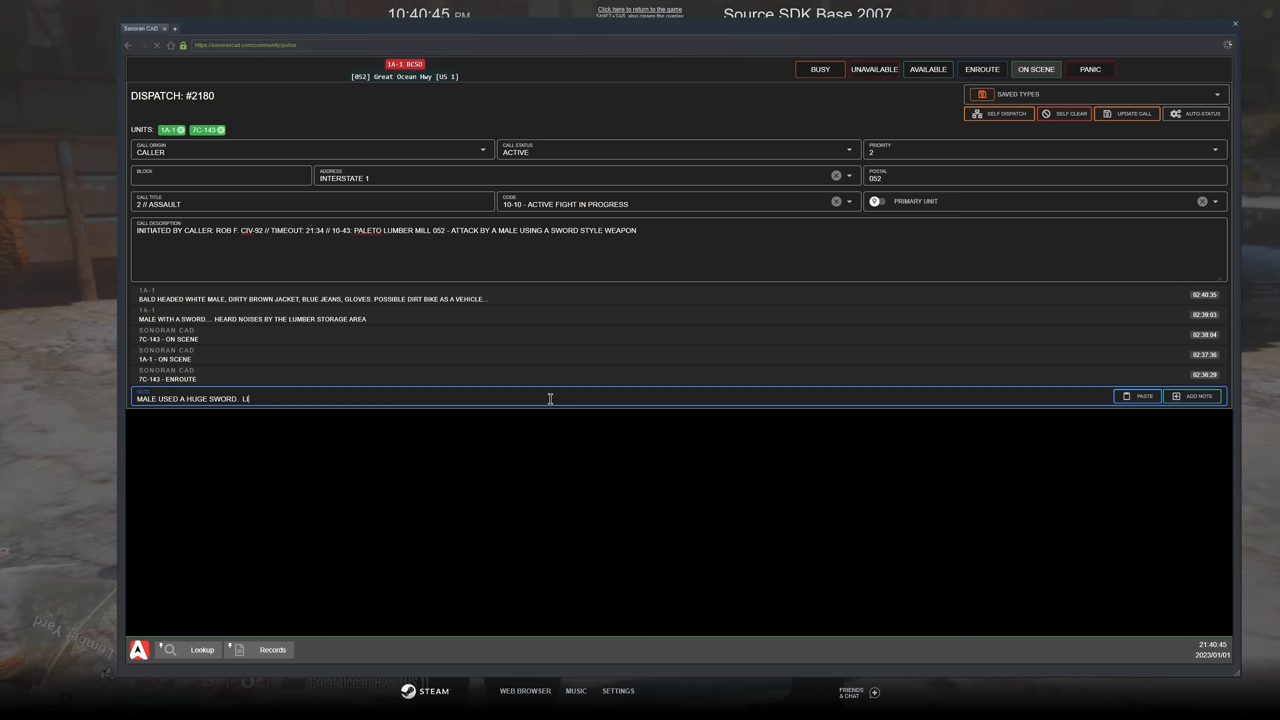 10:40:45 PM
Click here to return to the game
SHIFT+TAB also closes the overlay
Source SDK Base 2007
Sonoran CAD
https://sonorancad.com/community/police
1A-1 BCSO
[052] Great Ocean Hwy [US 1]
BUSY
UNAVAILABLE
AVAILABLE
ENROUTE
ON SCENE
PANIC
DISPATCH: #2180
SAVED TYPES
SELF DISPATCH
SELF CLEAR
UPDATE CALL
AUTO-STATUS
UNITS: 1A-1 7C-143
CALL ORIGIN
CALLER
CALL STATUS
ACTIVE
PRIORITY
2
BLOCK
ADDRESS
INTERSTATE 1
POSTAL
052
CALL TITLE
2 // ASSAULT
CODE
10-10 - ACTIVE FIGHT IN PROGRESS
PRIMARY UNIT
CALL DESCRIPTION
INITIATED BY CALLER: ROB F. CIV-92 // TIMEOUT: 21:34 // 10-43: PALETO LUMBER MILL 052 - ATTACK BY A MALE USING A SWORD STYLE WEAPON
1A-1
BALD HEADED WHITE MALE, DIRTY BROWN JACKET, BLUE JEANS, GLOVES. POSSIBLE DIRT BIKE AS A VEHICLE...
02:40:35
1A-1
MALE WITH A SWORD.... HEARD NOISES BY THE LUMBER STORAGE AREA
02:39:03
SONORAN CAD
7C-143 - ON SCENE
02:38:04
SONORAN CAD
1A-1 - ON SCENE
02:37:36
SONORAN CAD
7C-143 - ENROUTE
02:36:29
NOTE
MALE USED A HUGE SWORD.  LI
PASTE
ADD NOTE
Lumber Yard
Lookup
Records
21:40:45
2023/01/01
Great Ocean Hwy
STEAM
WEB BROWSER
MUSIC
SETTINGS
FRIENDS
& CHAT